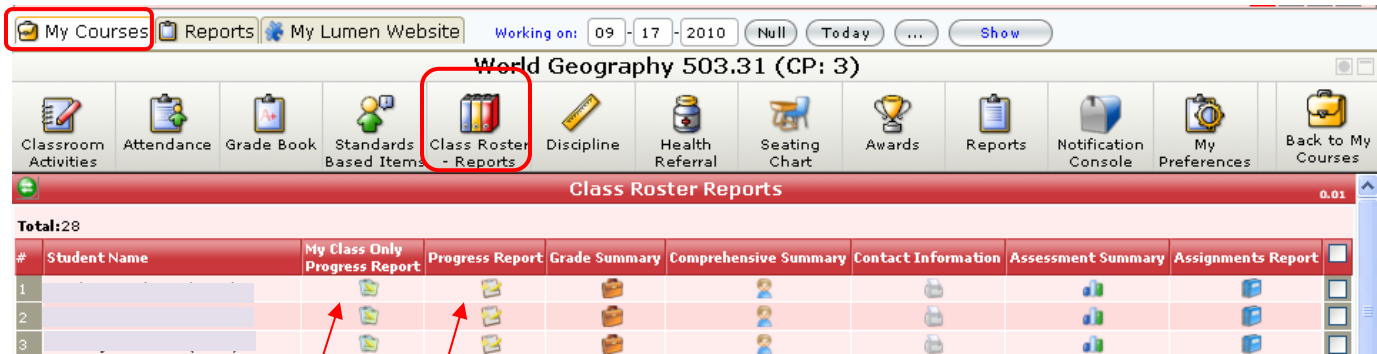 My Courses Reports My Lumen Website Working on: 09 - 17 - 2010 Null Today ... Show
World Geography 503.31 (CP: 3)
Classroom Activities Attendance Grade Book Standards Based Items Class Roster - Reports Discipline Health Referral Seating Chart Awards Reports Notification Console My Preferences Back to My Courses
Class Roster Reports 0.01
Total:28
# Student Name My Class Only Progress Report Progress Report Grade Summary Comprehensive Summary Contact Information Assessment Summary Assignments Report
1
2
3